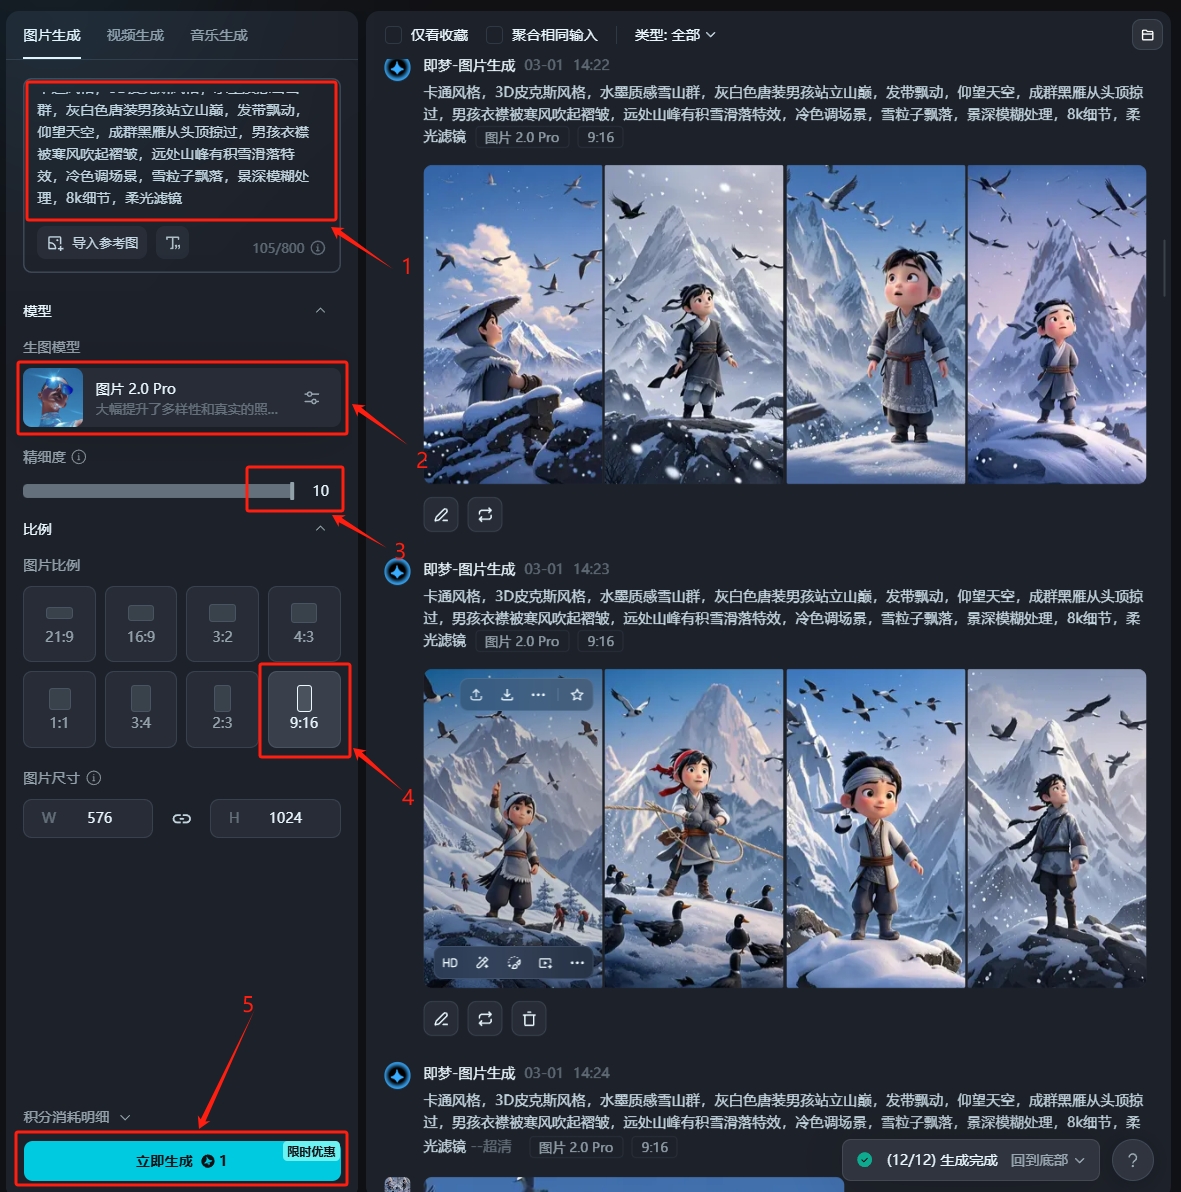 图片生成 视频生成 音乐生成
群，灰白色唐装男孩站立山巅，发带飘动，
仰望天空，成群黑雁从头顶掠过，男孩衣襟
被寒风吹起褶皱，远处山峰有积雪滑落特
效，冷色调场景，雪粒子飘落，景深模糊处
理，8k细节，柔光滤镜
导入参考图
105/800
1
模型
生图模型
图片 2.0 Pro
大幅提升了多样性和真实的照...
2
精细度
10
3
比例
图片比例
21:9 16:9 3:2 4:3
1:1 3:4 2:3 9:16
4
图片尺寸
W 576 H 1024
5
积分消耗明细
限时优惠
立即生成 1
仅看收藏 聚合相同输入 类型: 全部
即梦-图片生成 03-01 14:22
卡通风格，3D皮克斯风格，水墨质感雪山群，灰白色唐装男孩站立山巅，发带飘动，仰望天空，成群黑雁从头顶掠
过，男孩衣襟被寒风吹起褶皱，远处山峰有积雪滑落特效，冷色调场景，雪粒子飘落，景深模糊处理，8k细节，柔
光滤镜 图片 2.0 Pro 9:16
即梦-图片生成 03-01 14:23
卡通风格，3D皮克斯风格，水墨质感雪山群，灰白色唐装男孩站立山巅，发带飘动，仰望天空，成群黑雁从头顶掠
过，男孩衣襟被寒风吹起褶皱，远处山峰有积雪滑落特效，冷色调场景，雪粒子飘落，景深模糊处理，8k细节，柔
光滤镜 图片 2.0 Pro 9:16
HD
即梦-图片生成 03-01 14:24
卡通风格，3D皮克斯风格，水墨质感雪山群，灰白色唐装男孩站立山巅，发带飘动，仰望天空，成群黑雁从头顶掠
过，男孩衣襟被寒风吹起褶皱，远处山峰有积雪滑落特效，冷色调场景，雪粒子飘落，景深模糊处理，8k细节，柔
光滤镜 --超清 图片 2.0 Pro 9:16
(12/12) 生成完成 回到底部 ?